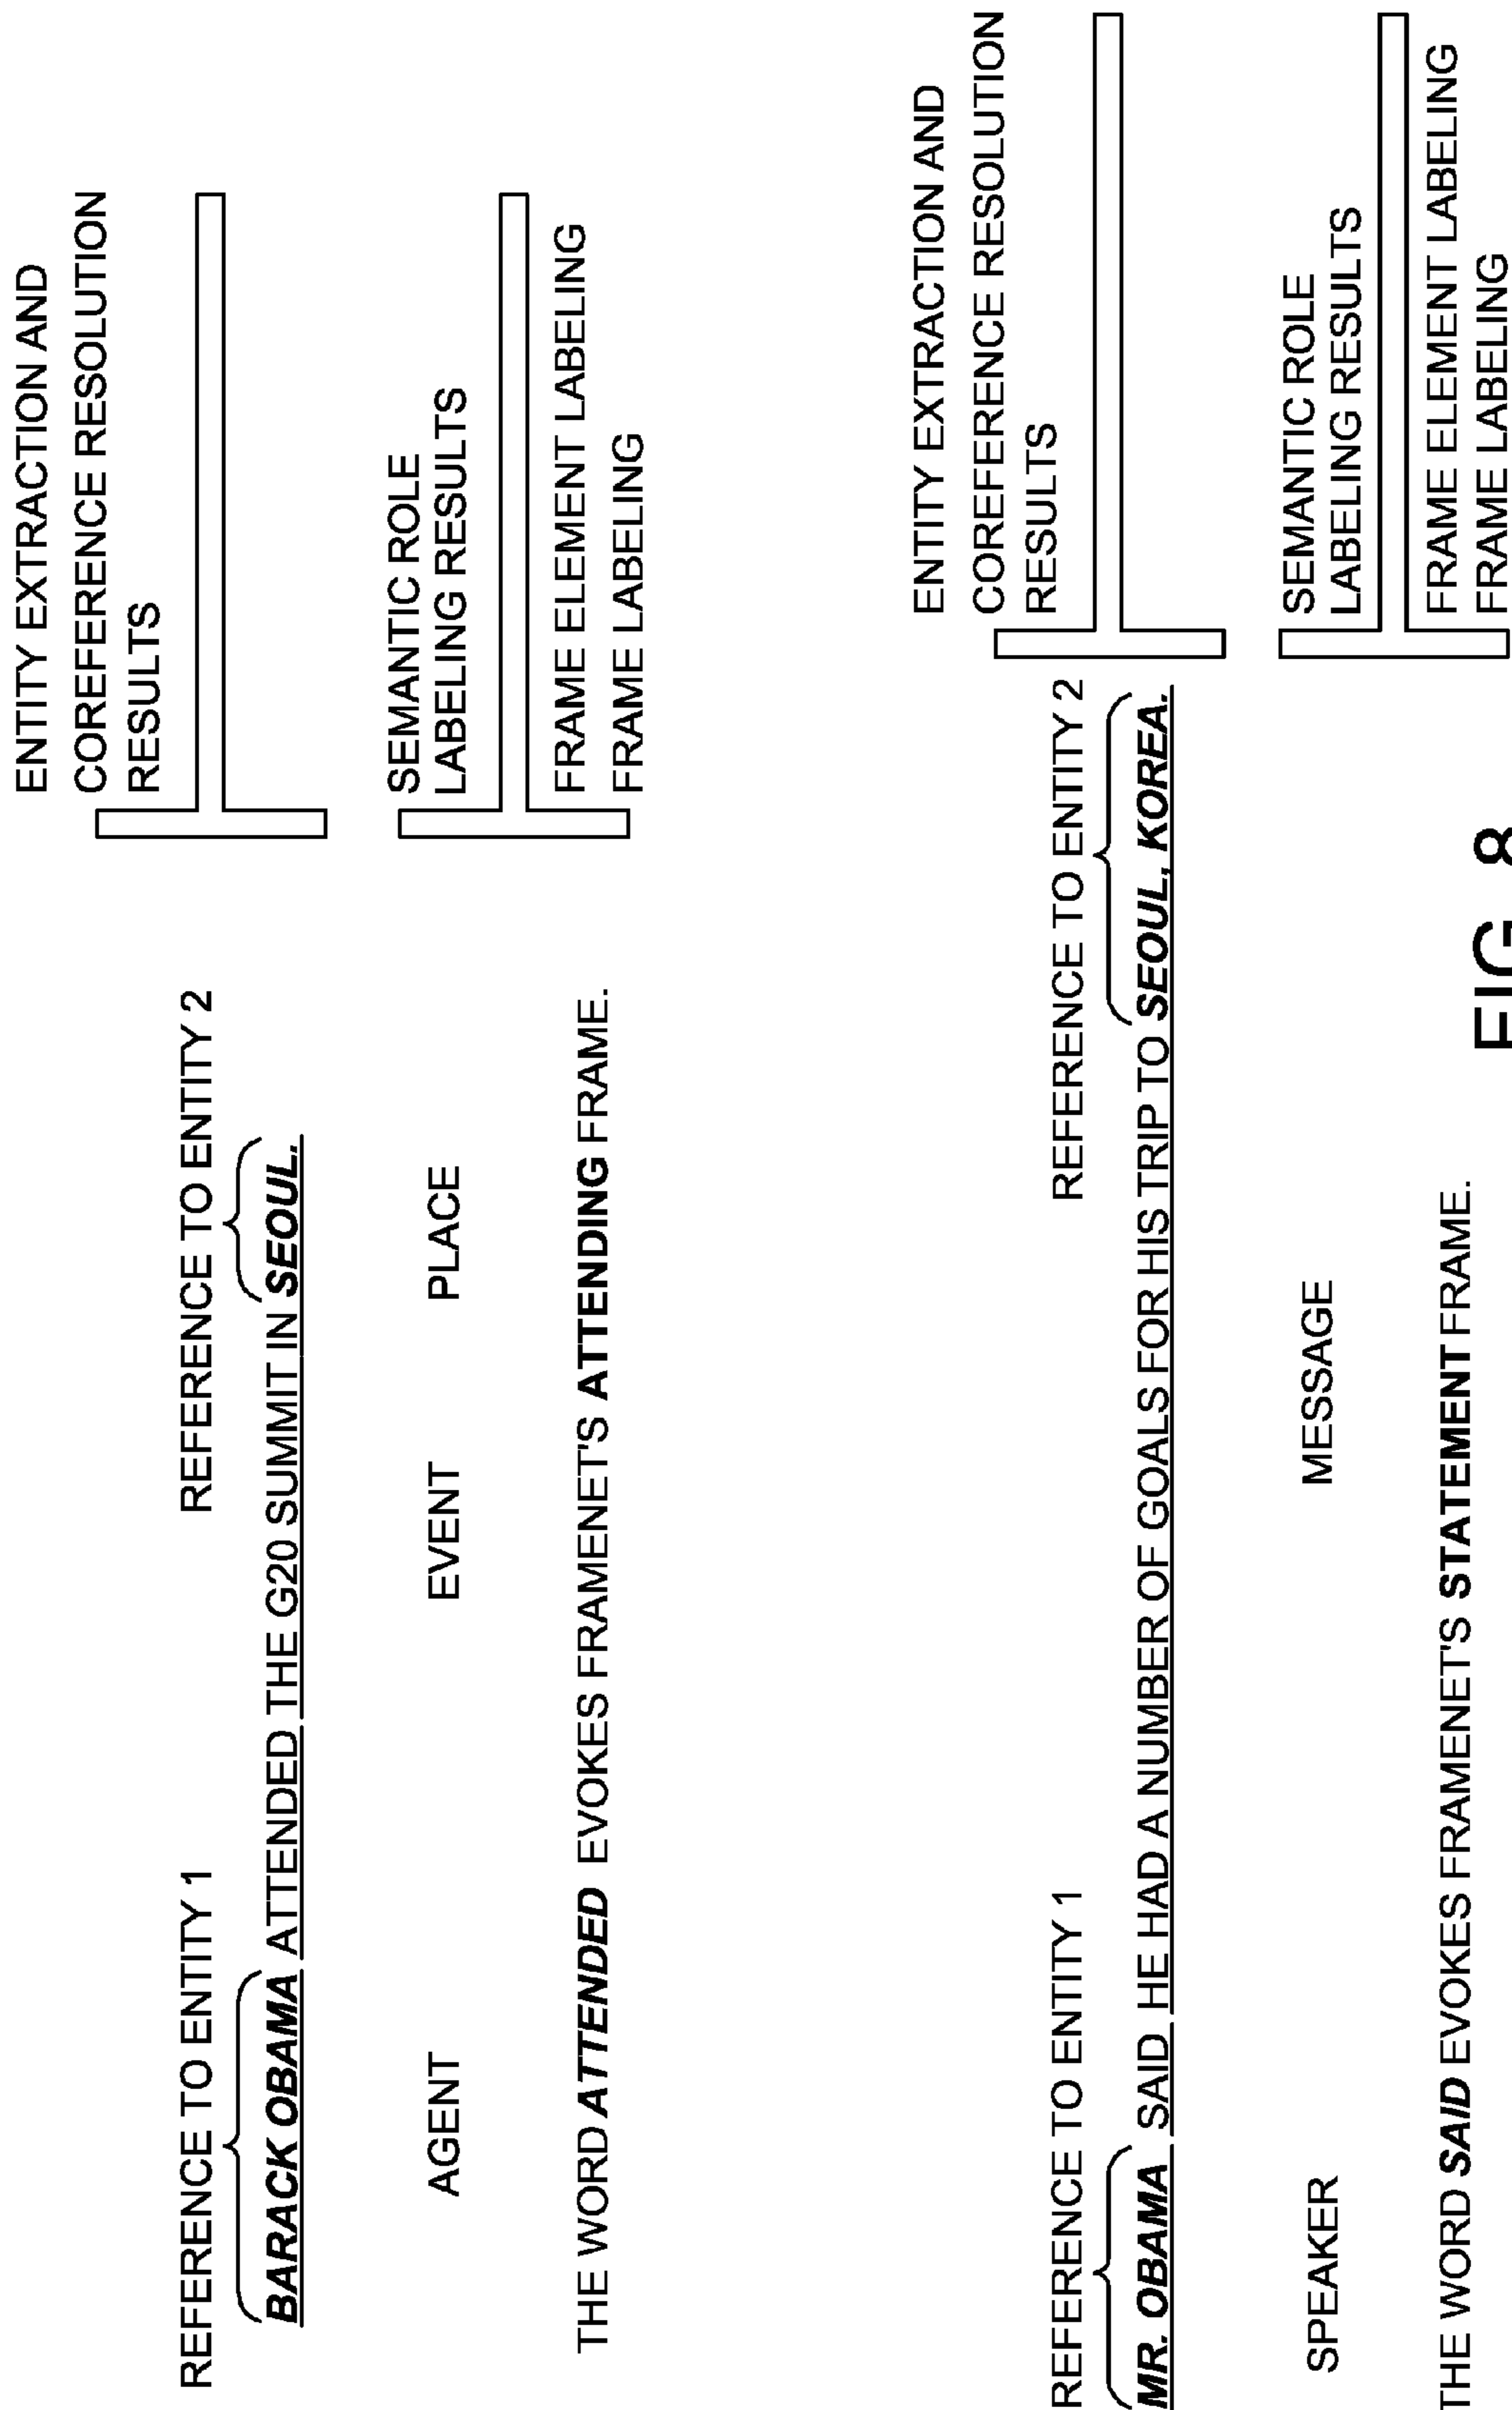 ENTITY EXTRACTION AND
COREFERENCE RESOLUTION
RESULTS
REFERENCE TO ENTITY 1
REFERENCE TO ENTITY 2
BARACK OBAMA ATTENDED THE G20 SUMMIT IN SEOUL.
SEMANTIC ROLE
LABELING RESULTS
AGENT
EVENT
PLACE
FRAME ELEMENT LABELING
THE WORD ATTENDED EVOKES FRAMENET'S ATTENDING FRAME.
FRAME LABELING
ENTITY EXTRACTION AND
COREFERENCE RESOLUTION
RESULTS
REFERENCE TO ENTITY 1
REFERENCE TO ENTITY 2
MR. OBAMA SAID HE HAD A NUMBER OF GOALS FOR HIS TRIP TO SEOUL, KOREA.
SEMANTIC ROLE
LABELING RESULTS
SPEAKER
MESSAGE
FRAME ELEMENT LABELING
THE WORD SAID EVOKES FRAMENET'S STATEMENT FRAME.
FRAME LABELING
FIG. 8